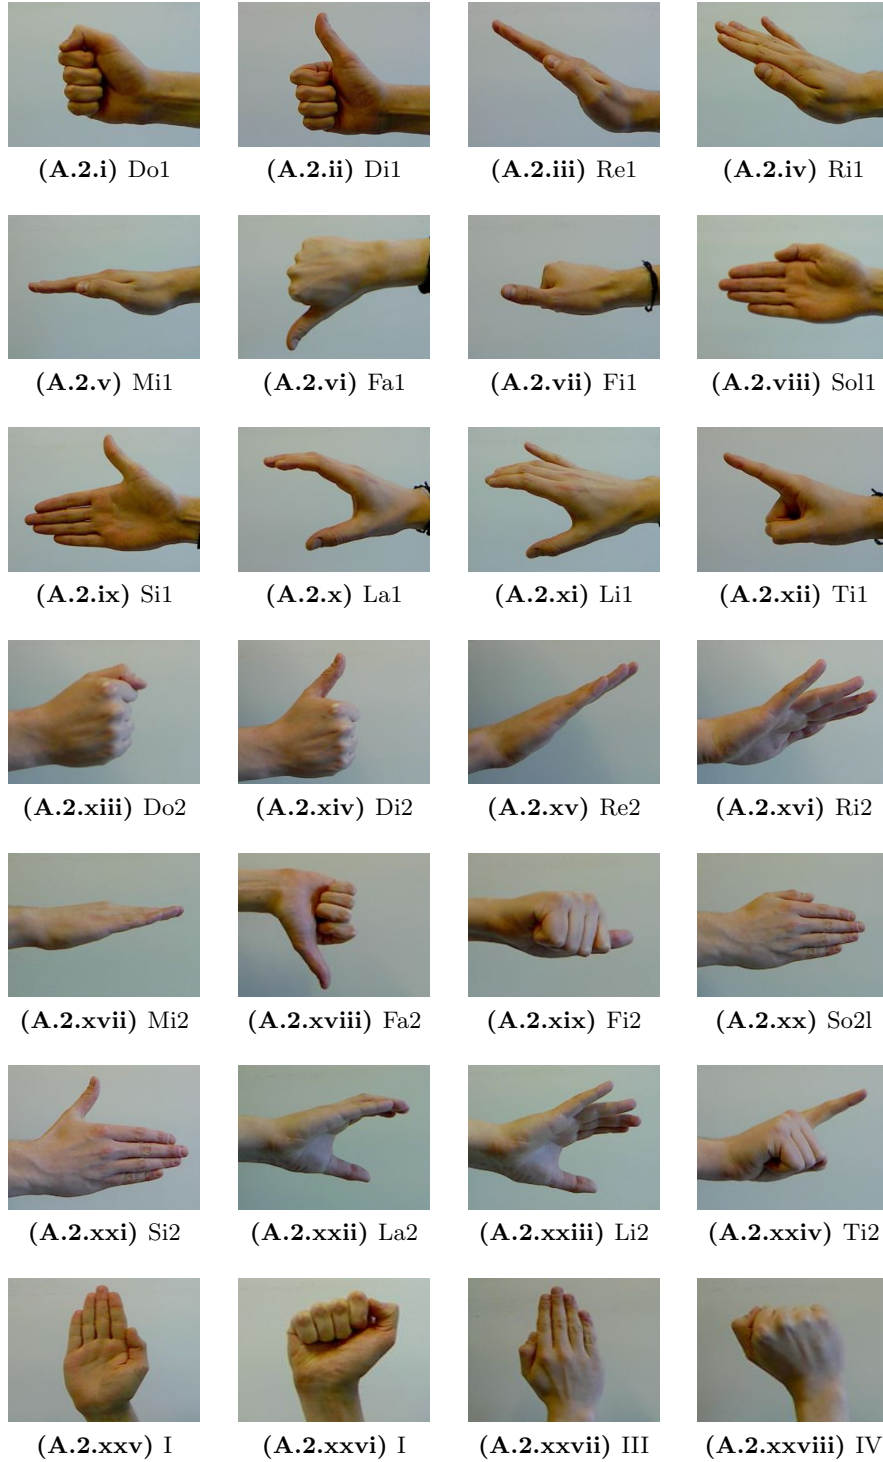 (A.2.i) Do1 (A.2.ii) Di1 (A.2.iii) Re1 (A.2.iv) Ri1
(A.2.v) Mi1 (A.2.vi) Fa1 (A.2.vii) Fi1 (A.2.viii) Sol1
(A.2.ix) Si1 (A.2.x) La1 (A.2.xi) Li1 (A.2.xii) Ti1
(A.2.xiii) Do2 (A.2.xiv) Di2 (A.2.xv) Re2 (A.2.xvi) Ri2
(A.2.xvii) Mi2 (A.2.xviii) Fa2 (A.2.xix) Fi2 (A.2.xx) So2l
(A.2.xxi) Si2 (A.2.xxii) La2 (A.2.xxiii) Li2 (A.2.xxiv) Ti2
(A.2.xxv) I (A.2.xxvi) I (A.2.xxvii) III (A.2.xxviii) IV